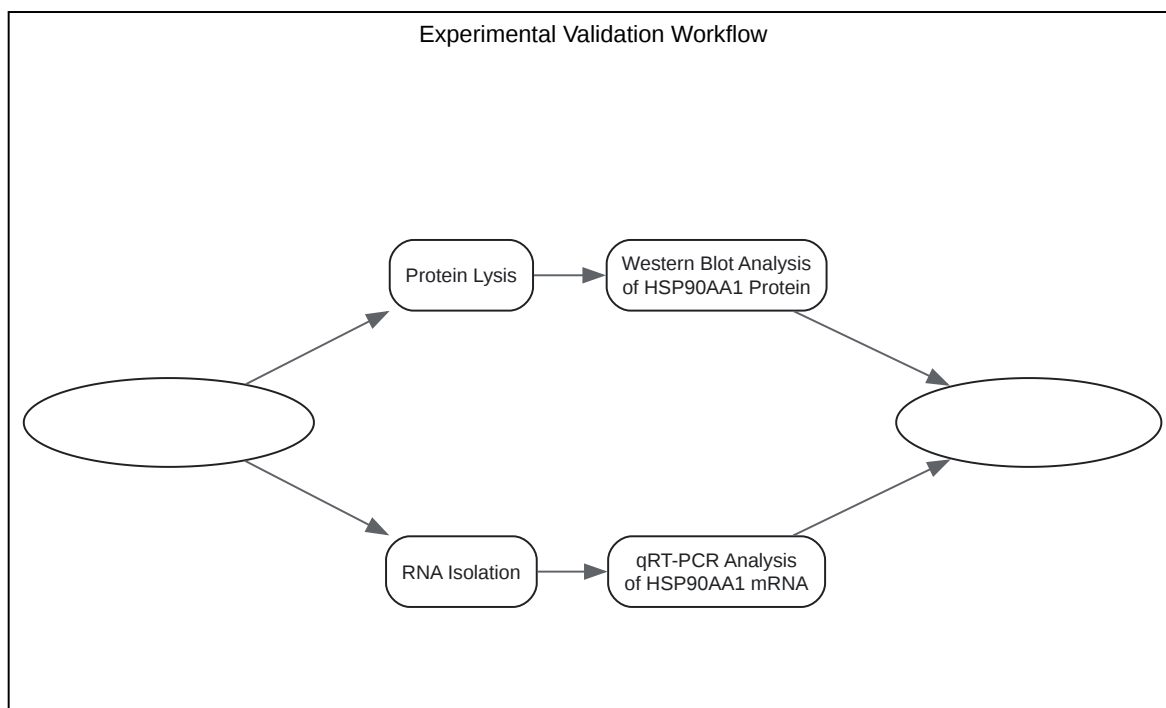 Experimental Validation Workflow
Protein Lysis
Western Blot Analysis
of HSP90AA1 Protein
RNA Isolation
qRT-PCR Analysis
of HSP90AA1 mRNA